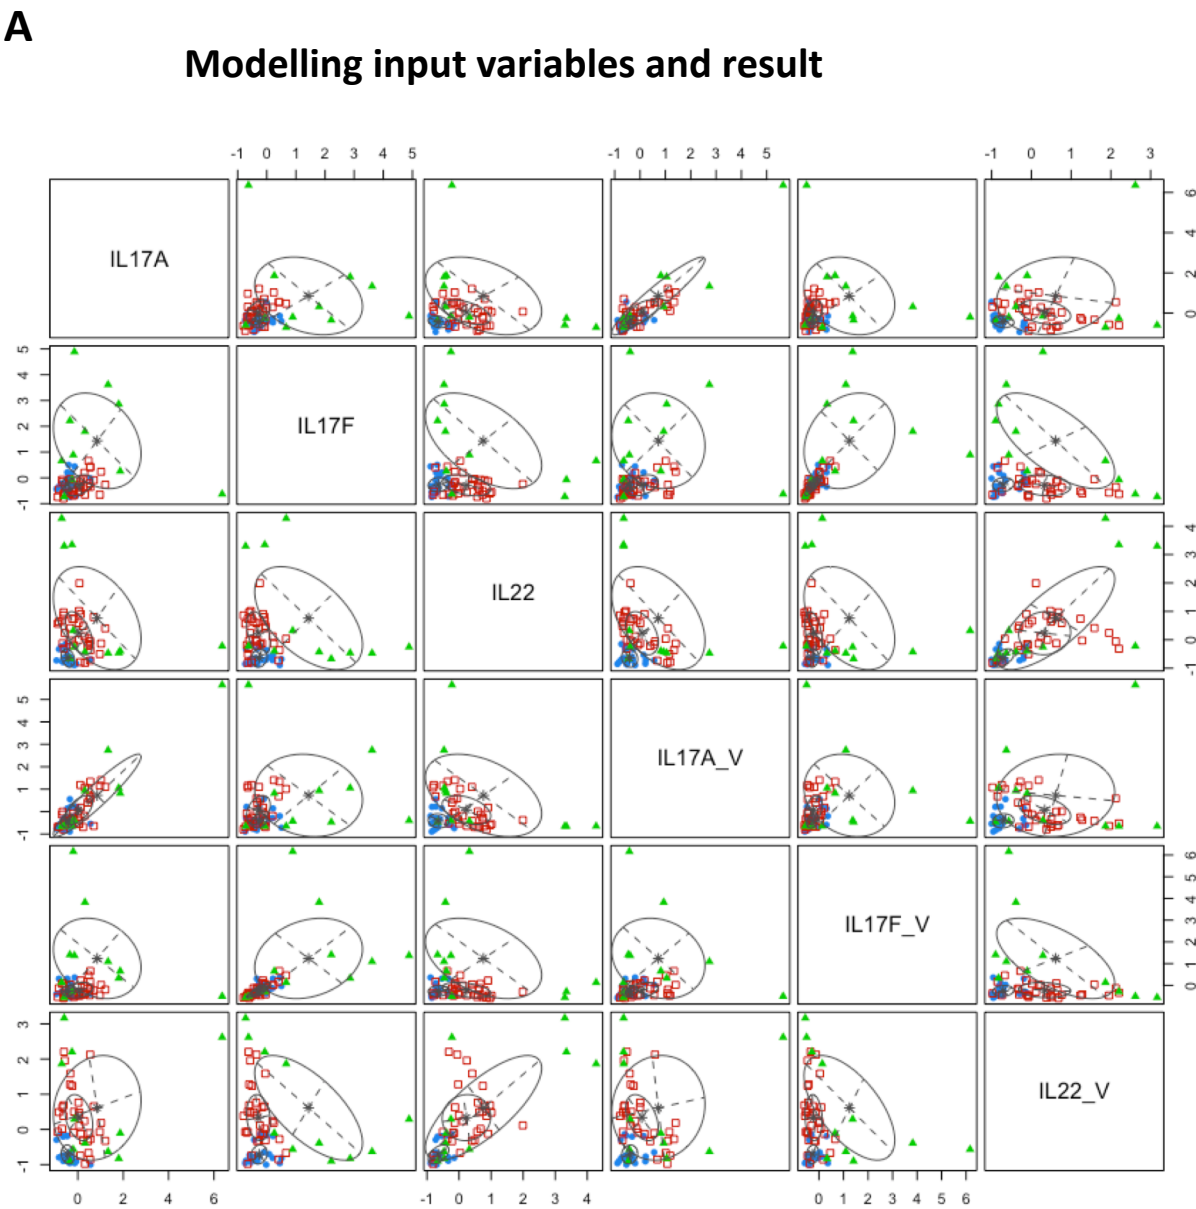 A
Modelling input variables and result
-1 0 1 2 3 4 5 -1 0 1 2 3 4 5 -1 0 1 2 3
IL17A
0 2 4 6
-1 0 1 2 3 4 5
IL17F
IL22
-1 0 1 2 3 4
-1 1 2 3 4 5
IL17A_V
IL17F_V
0 1 2 3 4 5 6
-1 0 1 2 3
IL22_V
0 2 4 6 -1 0 1 2 3 4 0 1 2 3 4 5 6